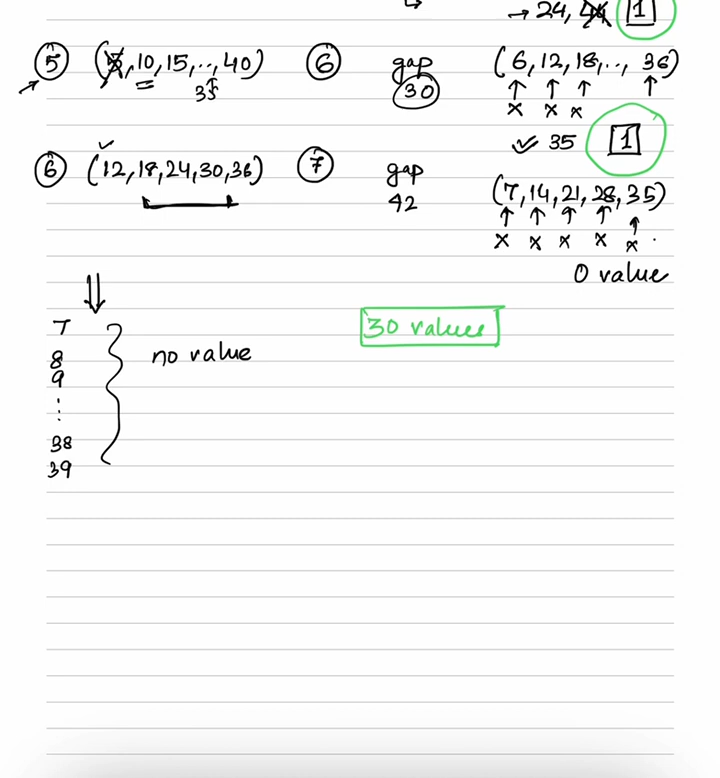 → 24, 44 1
→ 5 (5, 10, 15, .., 40) 6 gap (6, 12, 18, .., 36)
35 30 ↑ ↑ ↑ ↑
x x x
✓ 35 1
6 (12, 18, 24, 30, 36) 7 gap (7, 14, 21, 28, 35)
42 ↑ ↑ ↑ ↑ ↑
x x x x x .
0 value
⇓
7 30 values
8 no value
9
⋮
38
39